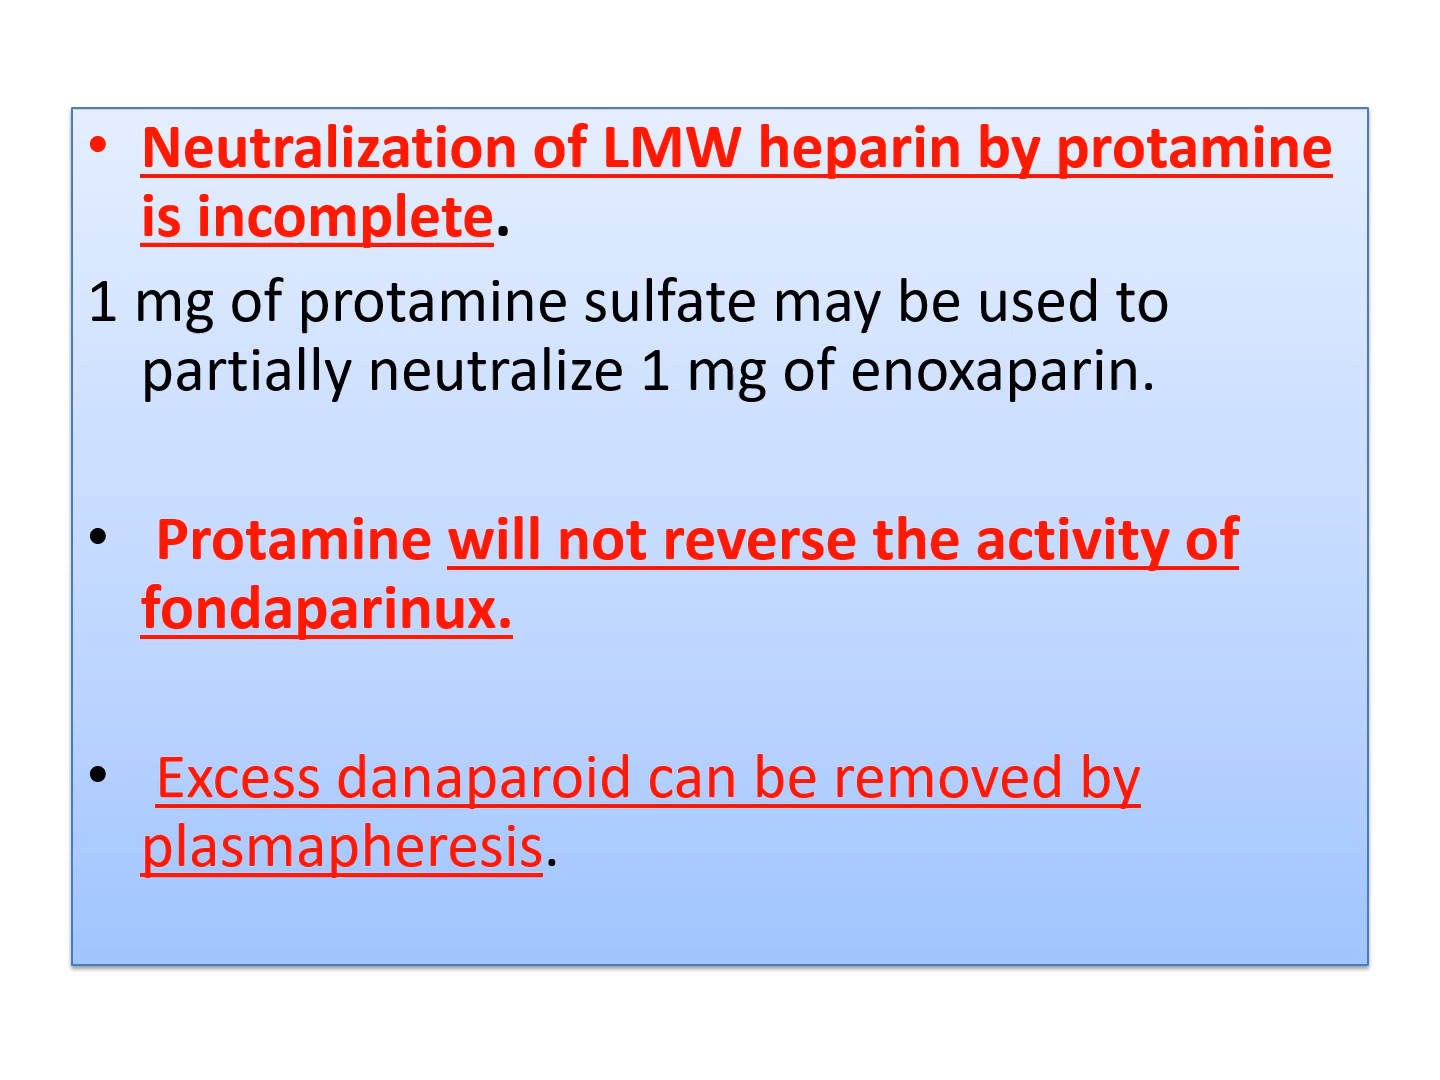 • Neutralization of LMW heparin by protamine
is incomplete.
1 mg of protamine sulfate may be used to
partially neutralize 1 mg of enoxaparin.
• Protamine will not reverse the activity of
fondaparinux.
• Excess danaparoid can be removed by
plasmapheresis.